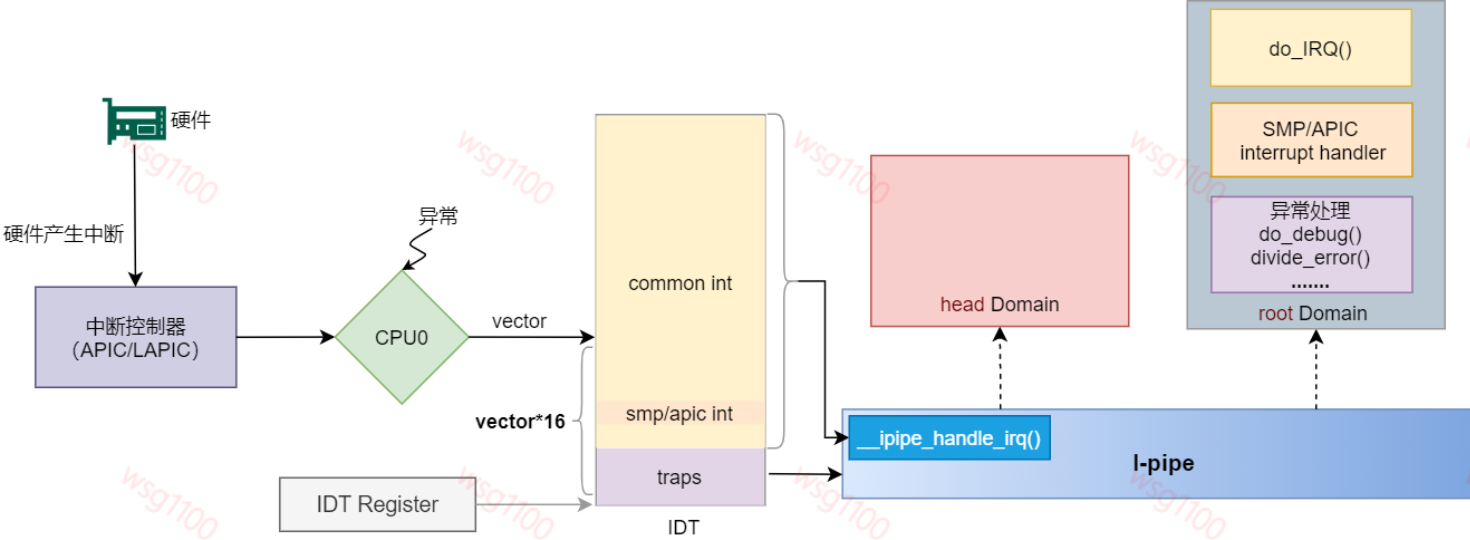 硬件
硬件产生中断
中断控制器
（APIC/LAPIC）
异常
CPU0
vector
vector*16
IDT Register
common int
smp/apic int
traps
IDT
head Domain
do_IRQ()
SMP/APIC
interrupt handler
异常处理
do_debug()
divide_error()
.......
root Domain
__ipipe_handle_irq()
I-pipe
wsg1100
wsg1100
wsg1100
wsg1100
wsg1100
wsg1100
wsg1100
wsg1100